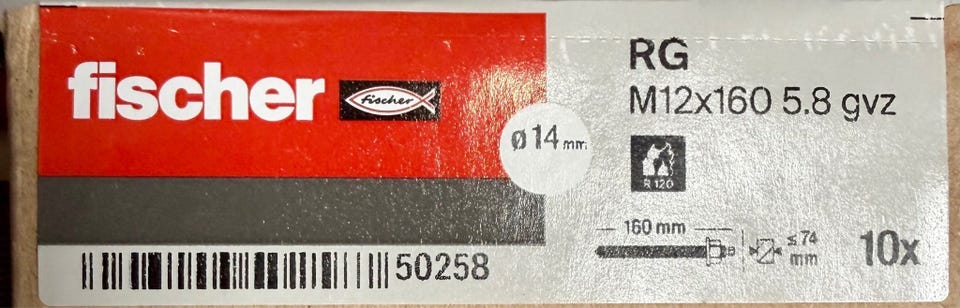 fischer
fischer
ø14 mm
RG
M12x160 5.8 gvz
R 120
160 mm
≤ 74
mm
10x
50258